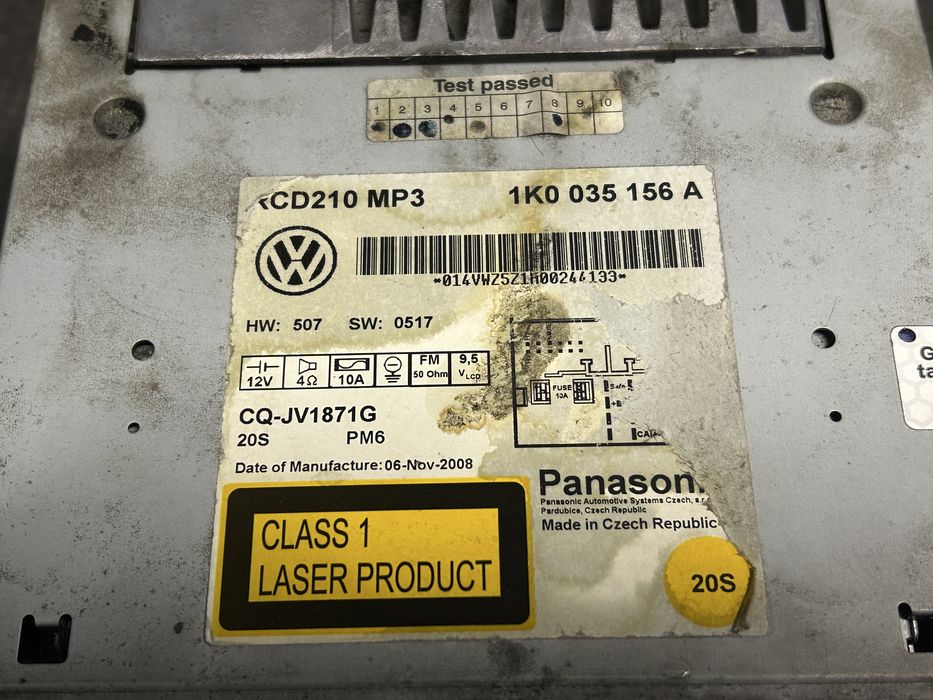 Test passed
1 2 3 4 5 6 7 8 9 10
RCD210 MP3 1K0 035 156 A
HW: 507 SW: 0517
12V 4Ω 10A FM 50 Ohm 9,5 VLCD
FUSE
10A
CQ-JV1871G
20S PM6
Date of Manufacture: 06-Nov-2008
Panason
Panasonic Automotive Systems Czech, s.r.
Pardubice, Czech Republic
Made in Czech Republic
CLASS 1
LASER PRODUCT
20S